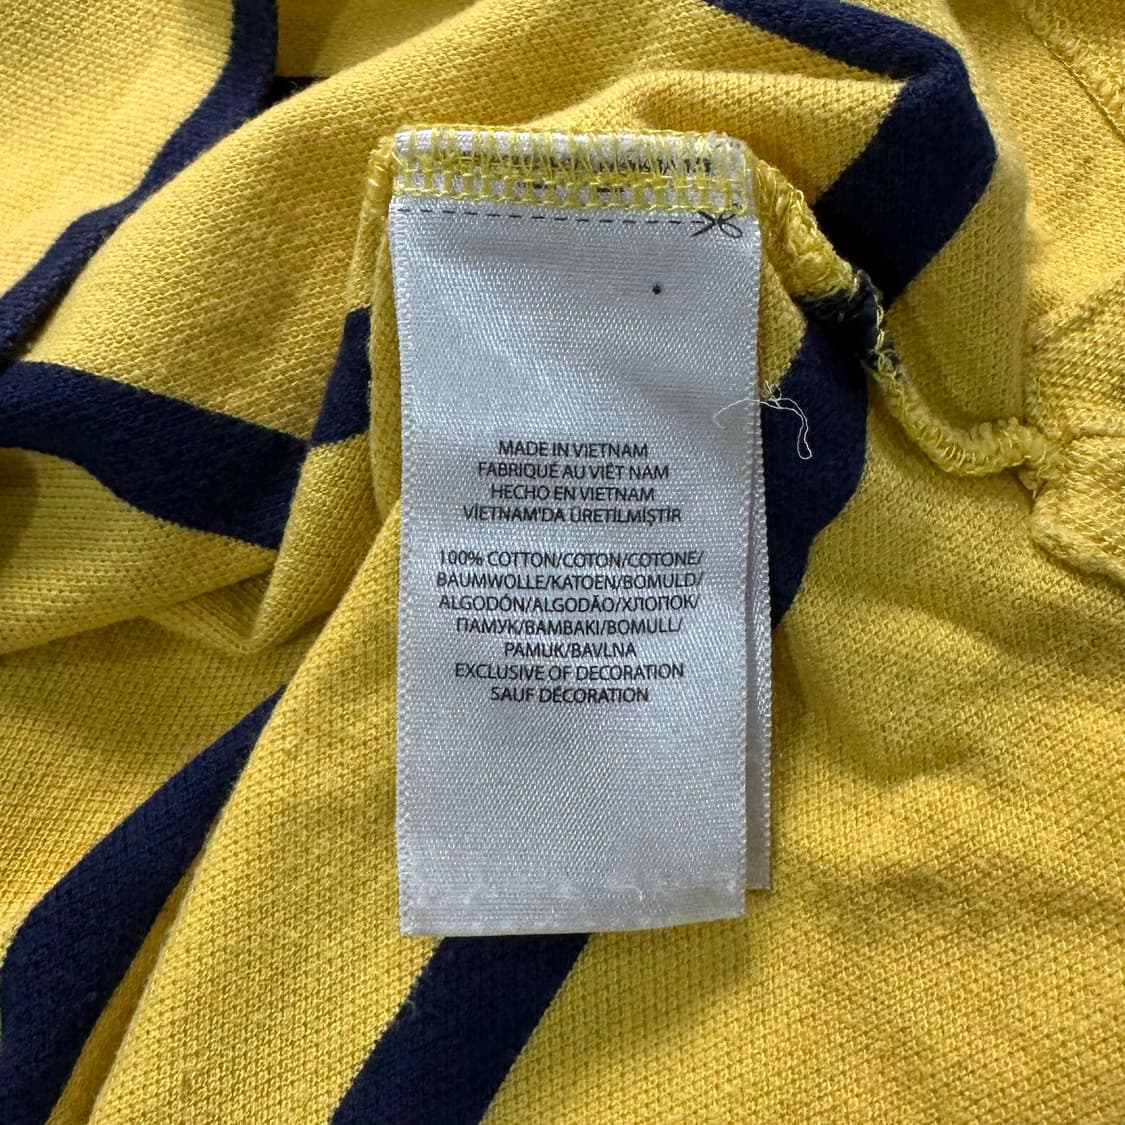 MADE IN VIETNAM
FABRIQUÉ AU VIÊT NAM
HECHO EN VIETNAM
VİETNAM'DA ÜRETİLMİŞTİR
100% COTTON/COTON/COTONE/
BAUMWOLLE/KATOEN/BOMULD/
ALGODÓN/ALGODÃO/ХЛОПОК/
ПАМУК/ΒΑΜΒΑΚΙ/BOMULL/
PAMUK/BAVLNA
EXCLUSIVE OF DECORATION
SAUF DÉCORATION